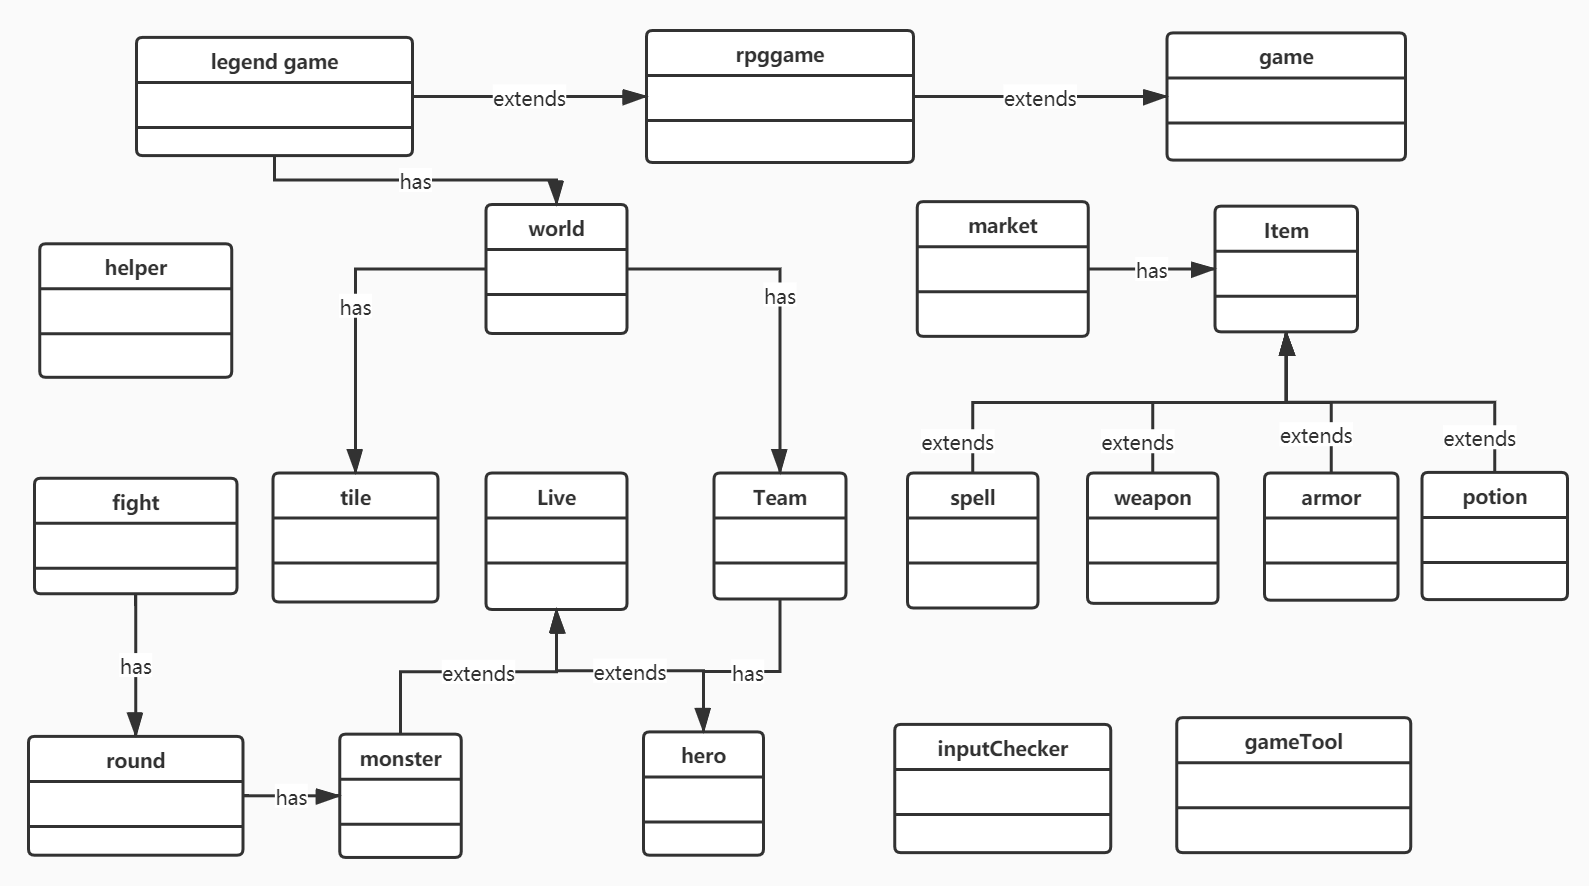 legend game
extends
rpggame
extends
game
has
world
market
has
Item
helper
has
has
extends
extends
extends
extends
fight
tile
Live
Team
spell
weapon
armor
potion
has
extends
extends
has
round
has
monster
hero
inputChecker
gameTool